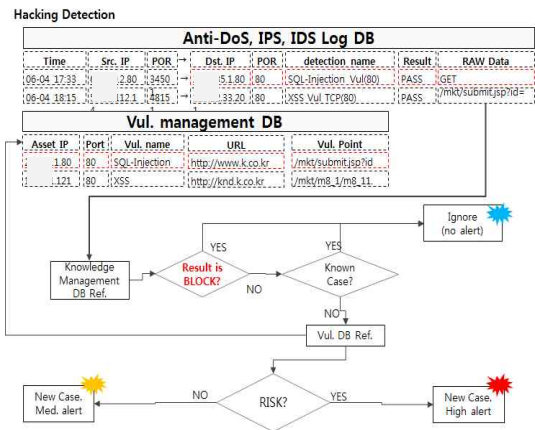 Hacking Detection
Anti-DoS, IPS, IDS Log DB
Time Src. IP POR → Dst. IP POR detection name Result RAW Data
06-04 17:33 .2.80 3450 → 5.1.80 80 SQL-Injection Vul(80) PASS GET
06-04 18:15 .12.1 4815 → .33.20 80 XSS Vul TCP(80) PASS /mkt/submit.jsp?id=
Vul. management DB
Asset IP Port Vul. name URL Vul. Point
.1.80 80 SQL-Injection http://www.k.co.kr /mkt/submit.jsp?id
.121 80 XSS http://knd.k.co.kr /mkt/m8_1/m8_11.
Ignore
(no alert)
YES YES
Knowledge
Management
DB Ref.
Result is
BLOCK?
NO
Known
Case?
NO
Vul. DB Ref.
New Case.
Med. alert
NO
RISK?
YES
New Case.
High alert